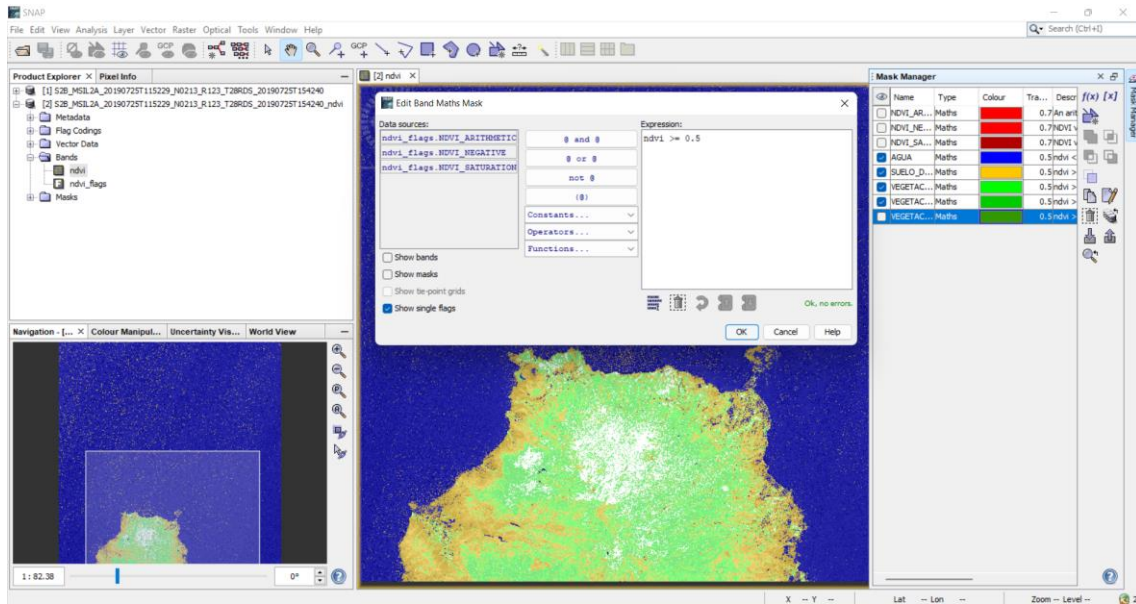 SNAP
File Edit View Analysis Layer Vector Raster Optical Tools Window Help
Search (Ctrl+I)
GCP GCP
Product Explorer Pixel Info
[1] S2B_MSIL2A_20190725T115229_N0213_R123_T28RDS_20190725T154240
[2] S2B_MSIL2A_20190725T115229_N0213_R123_T28RDS_20190725T154240_ndvi
Metadata
Flag Codings
Vector Data
Bands
ndvi
ndvi_flags
Masks
Navigation - [... Colour Manipul... Uncertainty Vis... World View
1 : 82.38
0°
[2] ndvi
Edit Band Maths Mask
Data sources:
ndvi_flags.NDVI_ARITHMETIC
ndvi_flags.NDVI_NEGATIVE
ndvi_flags.NDVI_SATURATION
Show bands
Show masks
Show tie-point grids
Show single flags
@ and @
@ or @
not @
(@)
Constants...
Operators...
Functions...
Expression:
ndvi >= 0.5
Ok, no errors.
OK Cancel Help
Mask Manager
Name Type Colour Tra... Descr
NDVI_AR... Maths 0.7 An arit
NDVI_NE... Maths 0.7 NDVI v
NDVI_SA... Maths 0.7 NDVI v
AGUA Maths 0.5 ndvi <
SUELO_D... Maths 0.5 ndvi >
VEGETAC... Maths 0.5 ndvi >
VEGETAC... Maths 0.5 ndvi >
VEGETAC... Maths 0.5 ndvi >
f(x) [x]
Mask Manager
X -- Y -- Lat -- Lon -- Zoom -- Level --